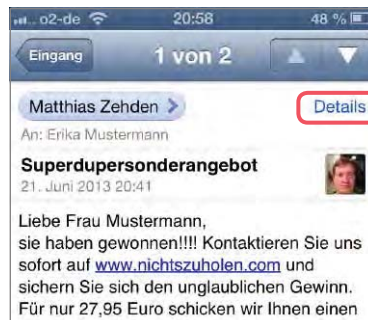 o2-de 20:58 48 %
Eingang 1 von 2
Matthias Zehden Details
An: Erika Mustermann
Superdupersonderangebot
21. Juni 2013 20:41
Liebe Frau Mustermann,
sie haben gewonnen!!!! Kontaktieren Sie uns
sofort auf www.nichtszuholen.com und
sichern Sie sich den unglaublichen Gewinn.
Für nur 27,95 Euro schicken wir Ihnen einen